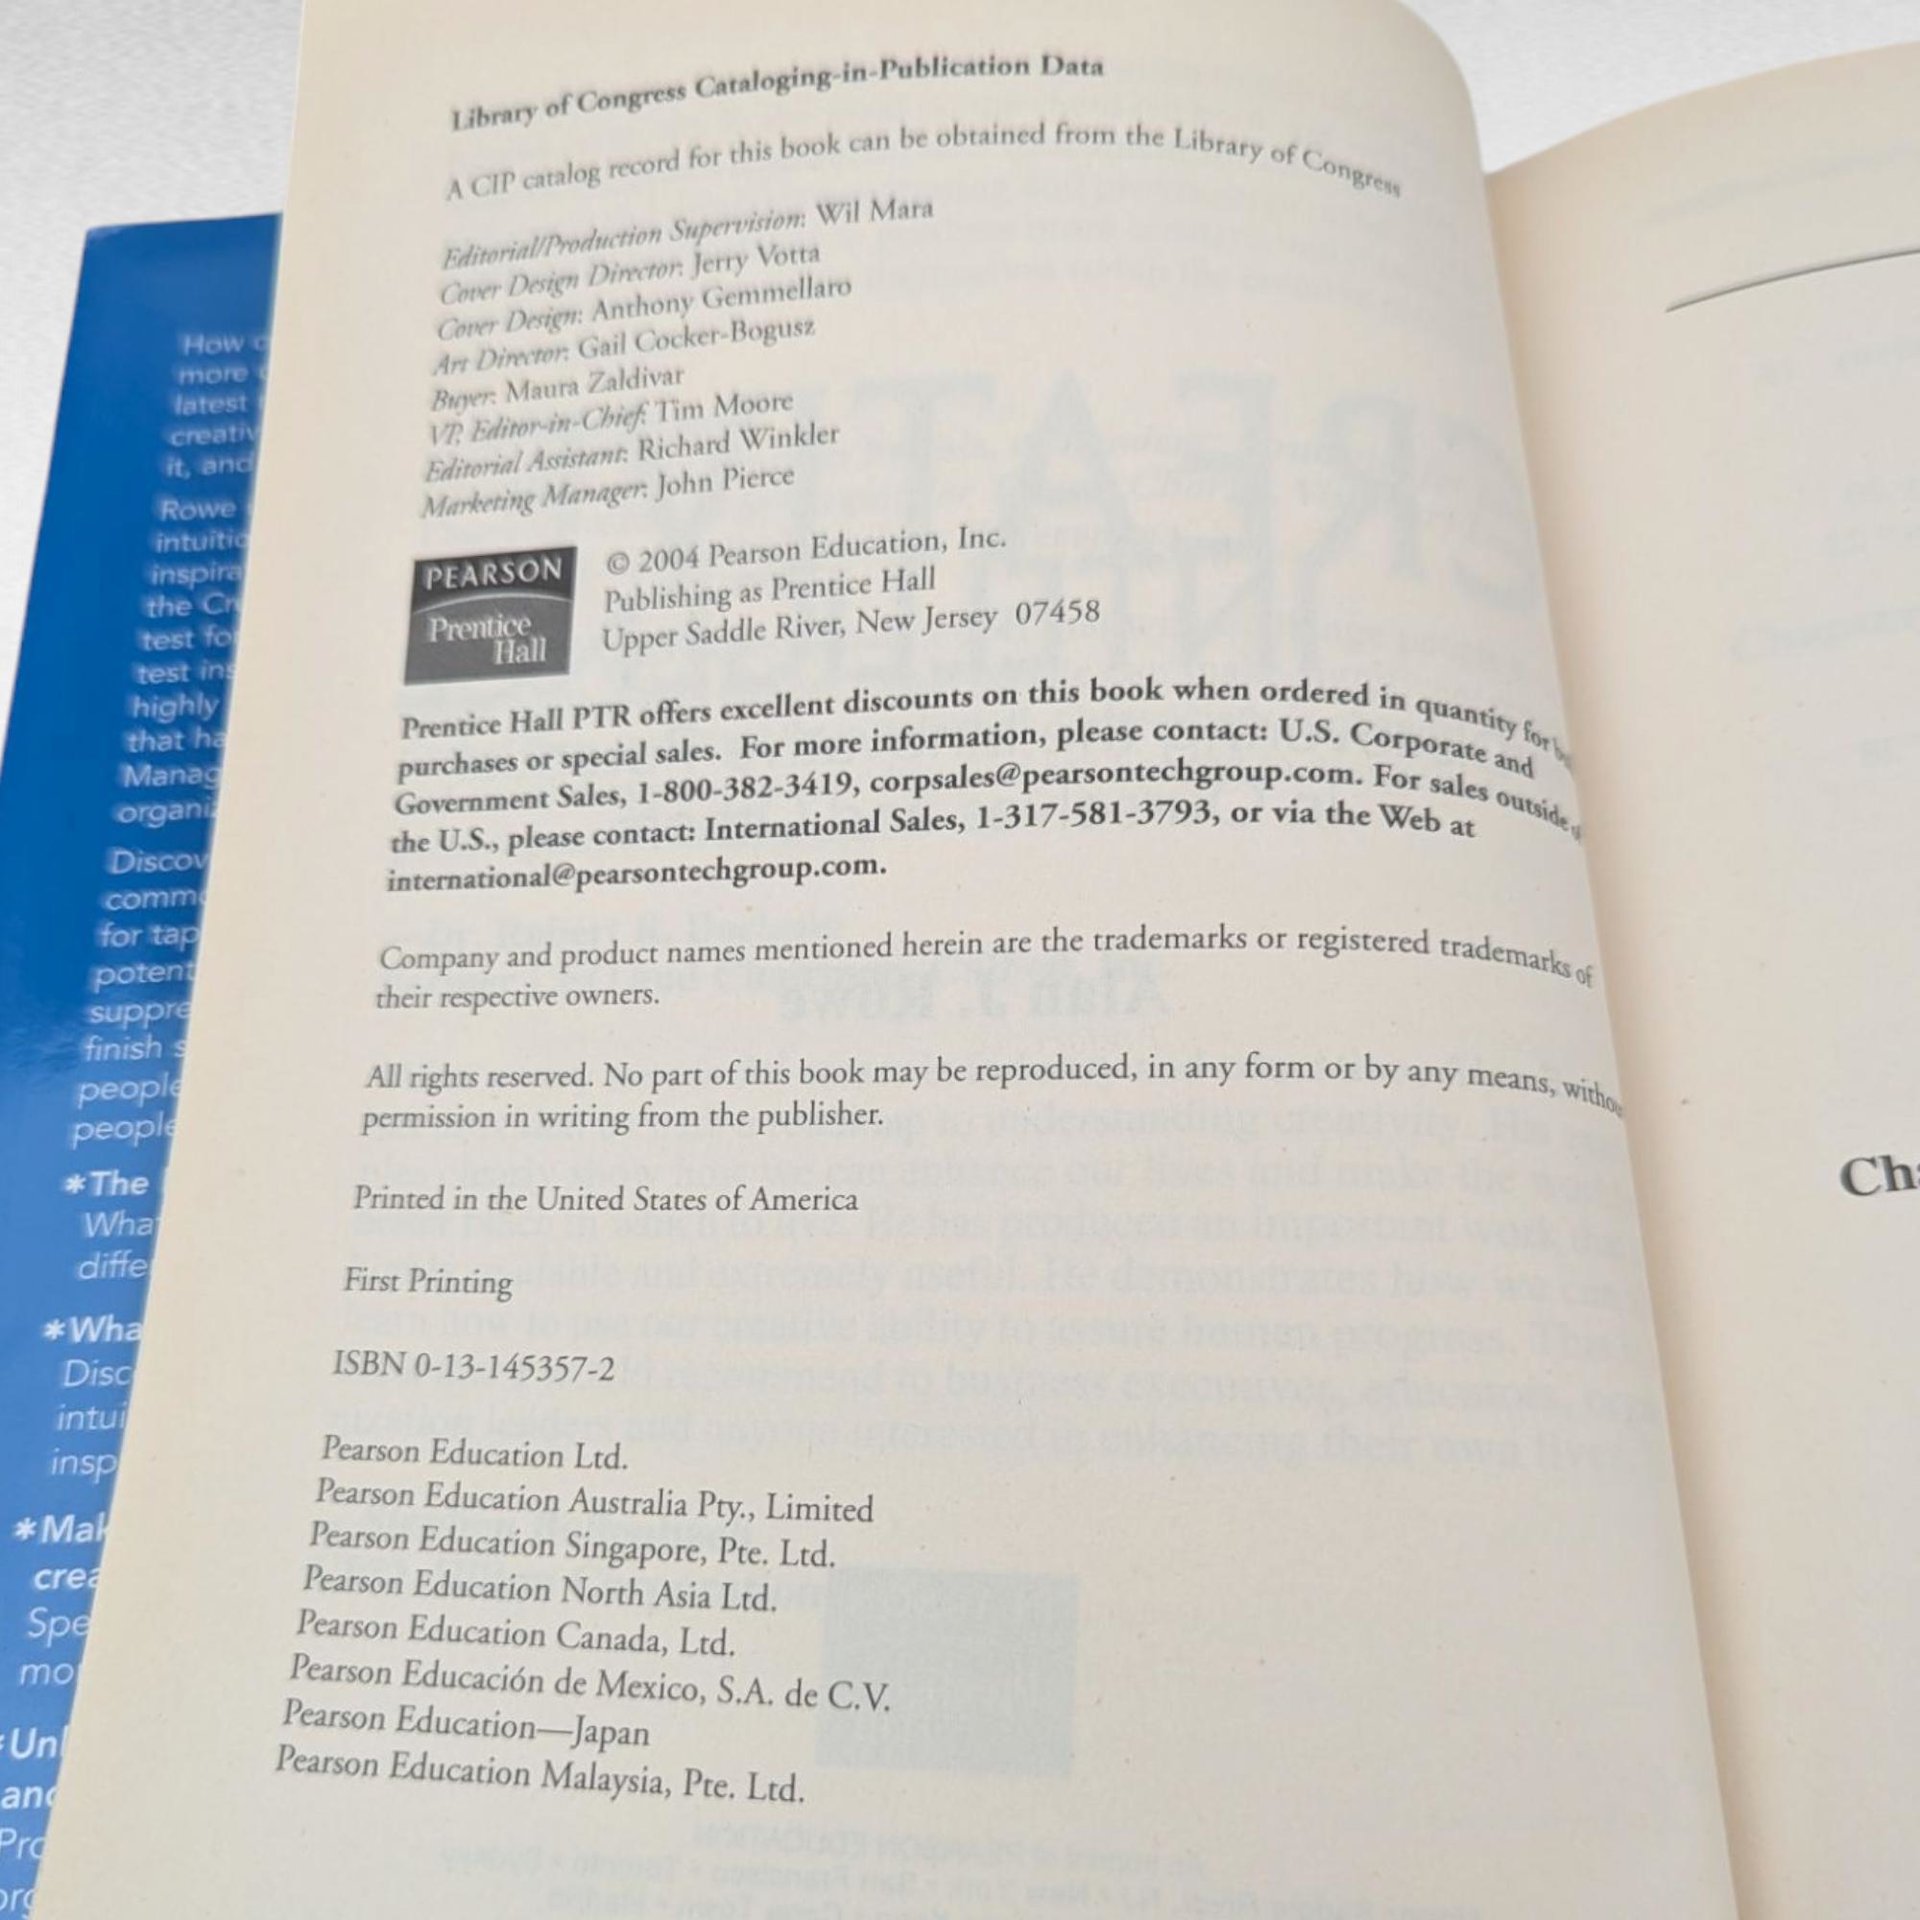 Library of Congress Cataloging-in-Publication Data
A CIP catalog record for this book can be obtained from the Library of Congress
Editorial/Production Supervision: Wil Mara
Cover Design Director: Jerry Votta
Cover Design: Anthony Gemmellaro
Art Director: Gail Cocker-Bogusz
Buyer: Maura Zaldivar
VP, Editor-in-Chief: Tim Moore
Editorial Assistant: Richard Winkler
Marketing Manager: John Pierce
PEARSON
Prentice
Hall
© 2004 Pearson Education, Inc.
Publishing as Prentice Hall
Upper Saddle River, New Jersey 07458
Prentice Hall PTR offers excellent discounts on this book when ordered in quantity for
purchases or special sales. For more information, please contact: U.S. Corporate and
Government Sales, 1-800-382-3419, corpsales@pearsontechgroup.com. For sales outside
the U.S., please contact: International Sales, 1-317-581-3793, or via the Web at
international@pearsontechgroup.com.
Company and product names mentioned herein are the trademarks or registered trademarks of
their respective owners.
All rights reserved. No part of this book may be reproduced, in any form or by any means,
permission in writing from the publisher.
Printed in the United States of America
First Printing
ISBN 0-13-145357-2
Pearson Education Ltd.
Pearson Education Australia Pty., Limited
Pearson Education Singapore, Pte. Ltd.
Pearson Education North Asia Ltd.
Pearson Education Canada, Ltd.
Pearson Educación de Mexico, S.A. de C.V.
Pearson Education—Japan
Pearson Education Malaysia, Pte. Ltd.
How
more
latest
it, and
Rowe
test
highly
that
finish
people
people
*The